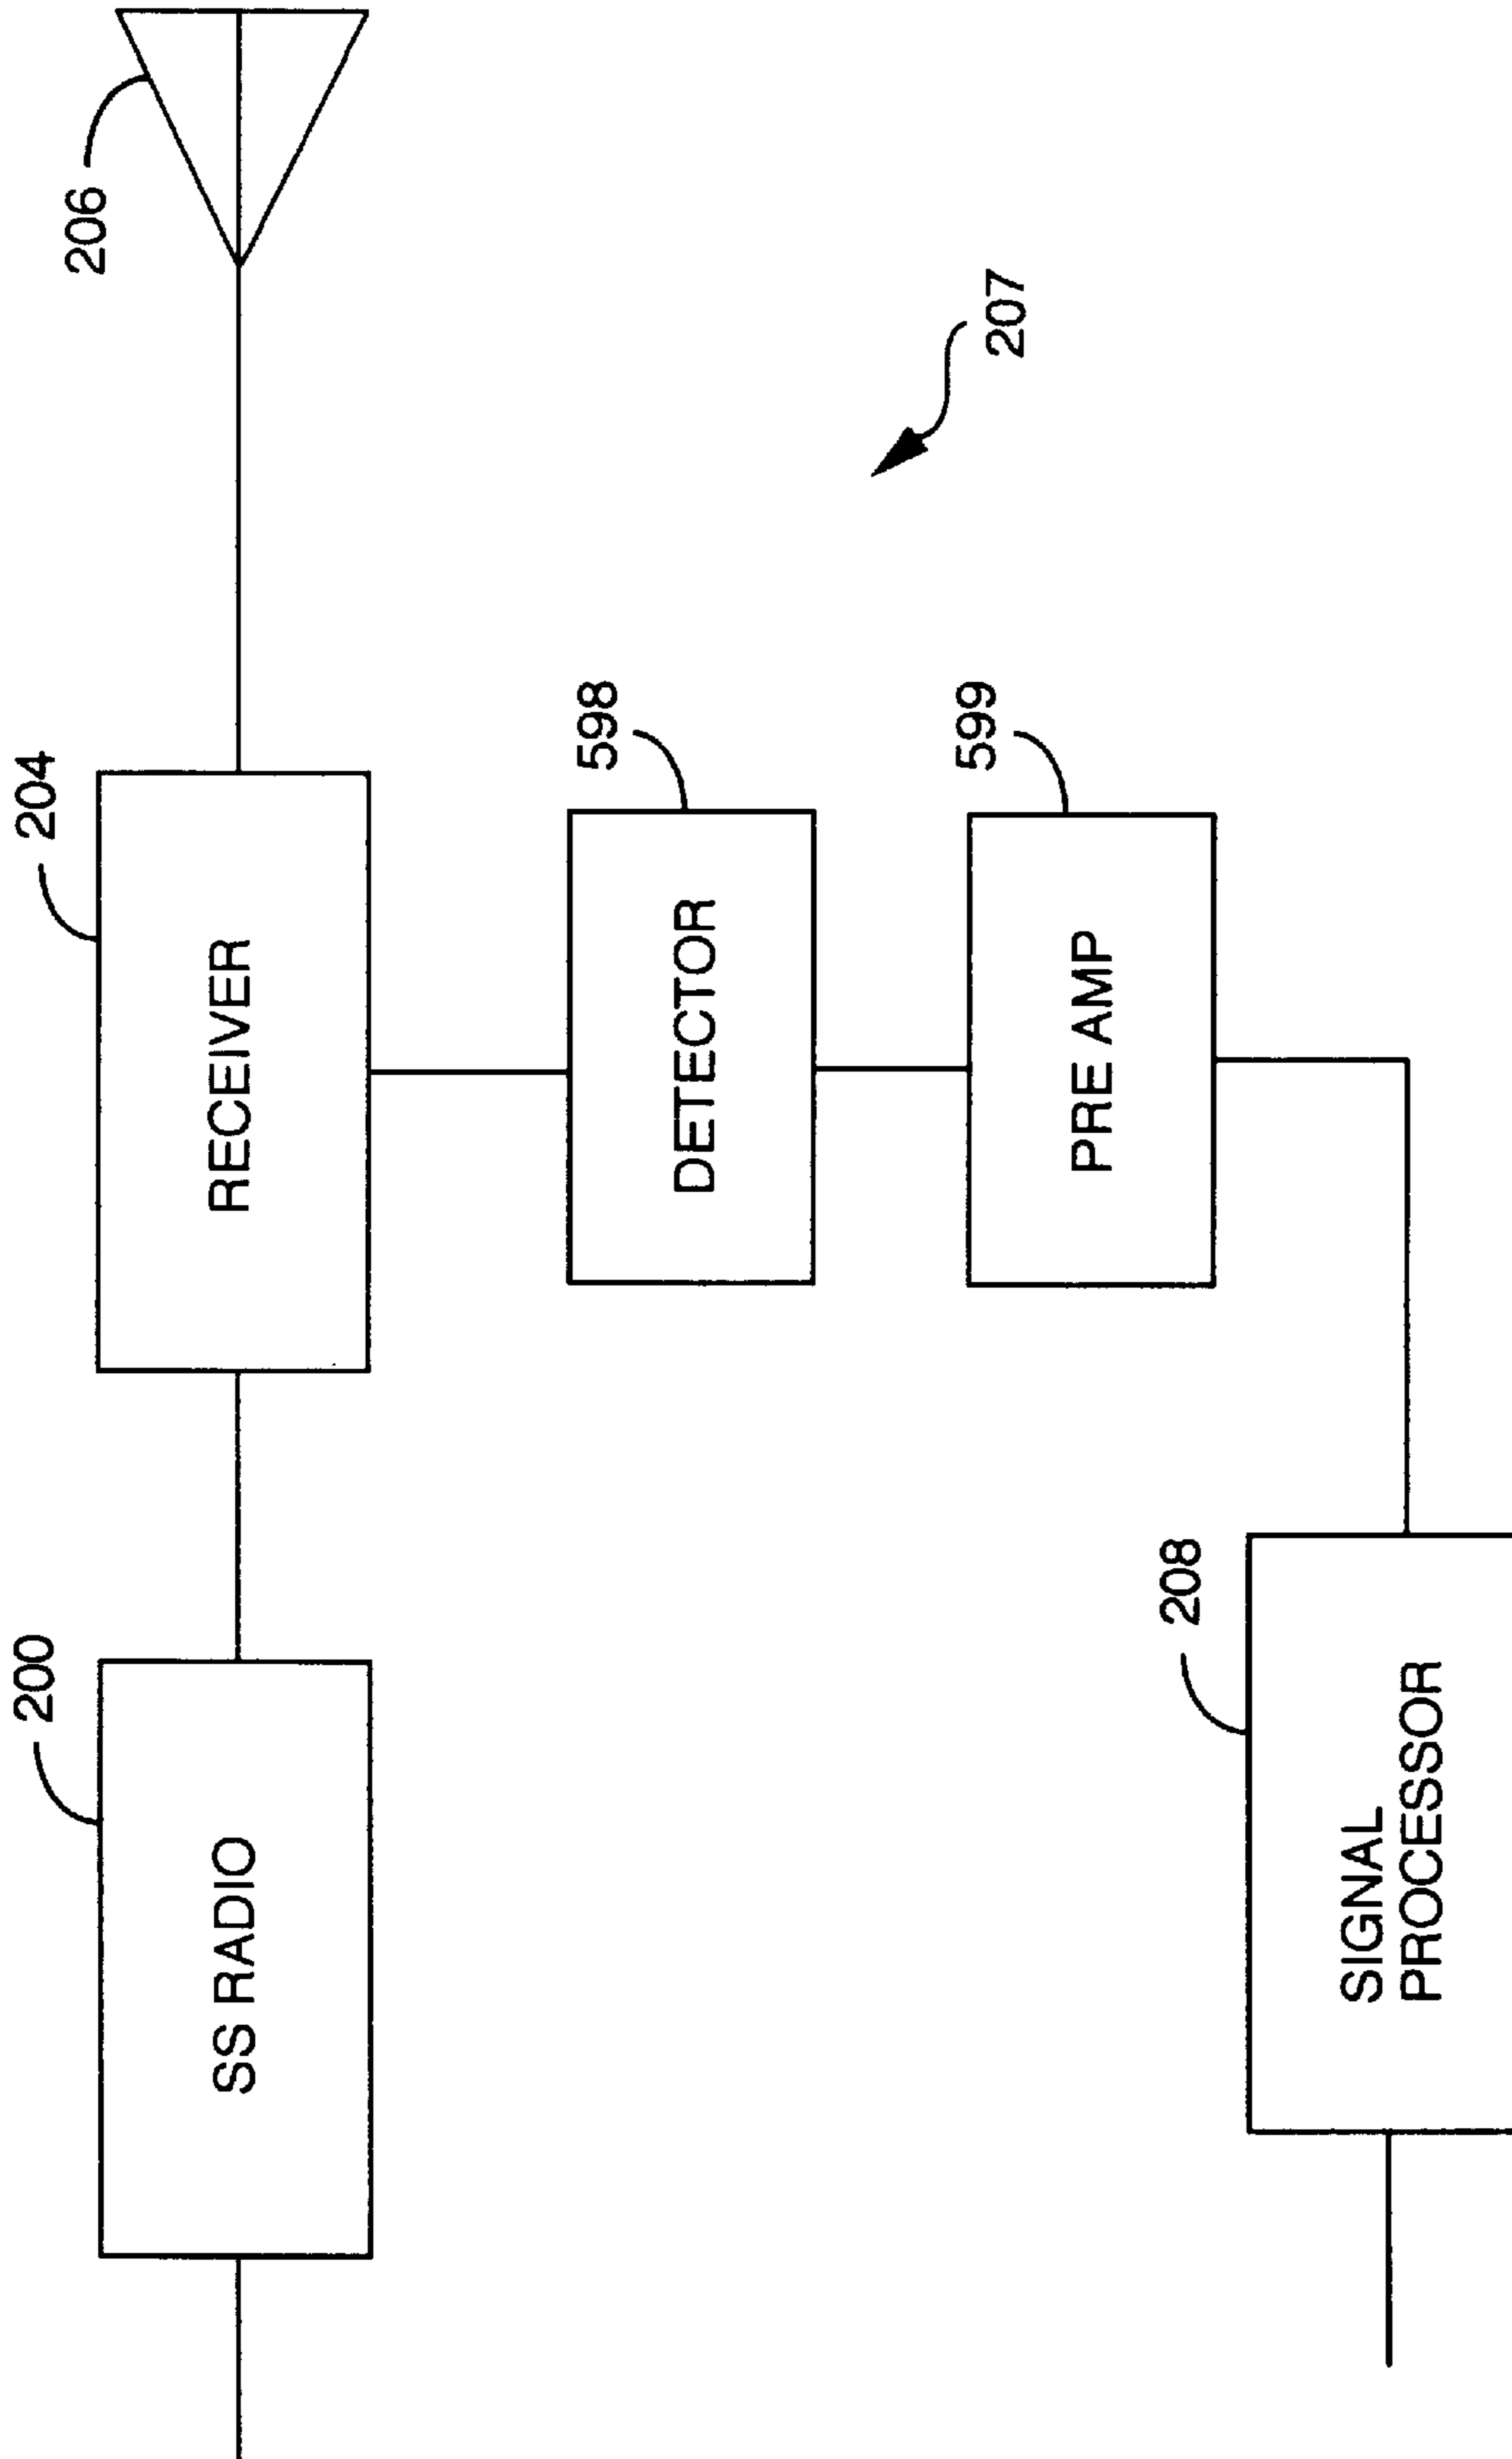 200
204
206
SS RADIO
RECEIVER
598
DETECTOR
599
207
PRE AMP
208
SIGNAL
PROCESSOR